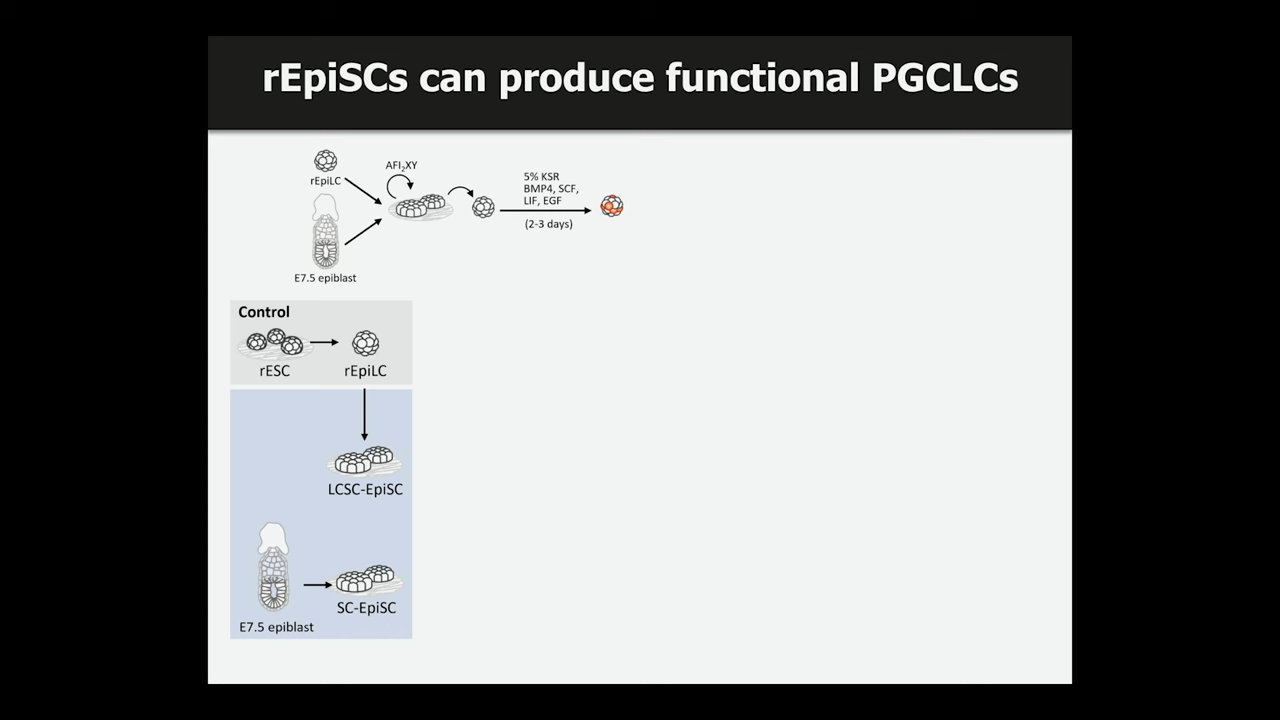 rEpiSCs can produce functional PGCLCs
rEpiLC
AFI₂XY
5% KSR
BMP4, SCF,
LIF, EGF
(2-3 days)
E7.5 epiblast
Control
rESC
rEpiLC
LCSC-EpiSC
SC-EpiSC
E7.5 epiblast